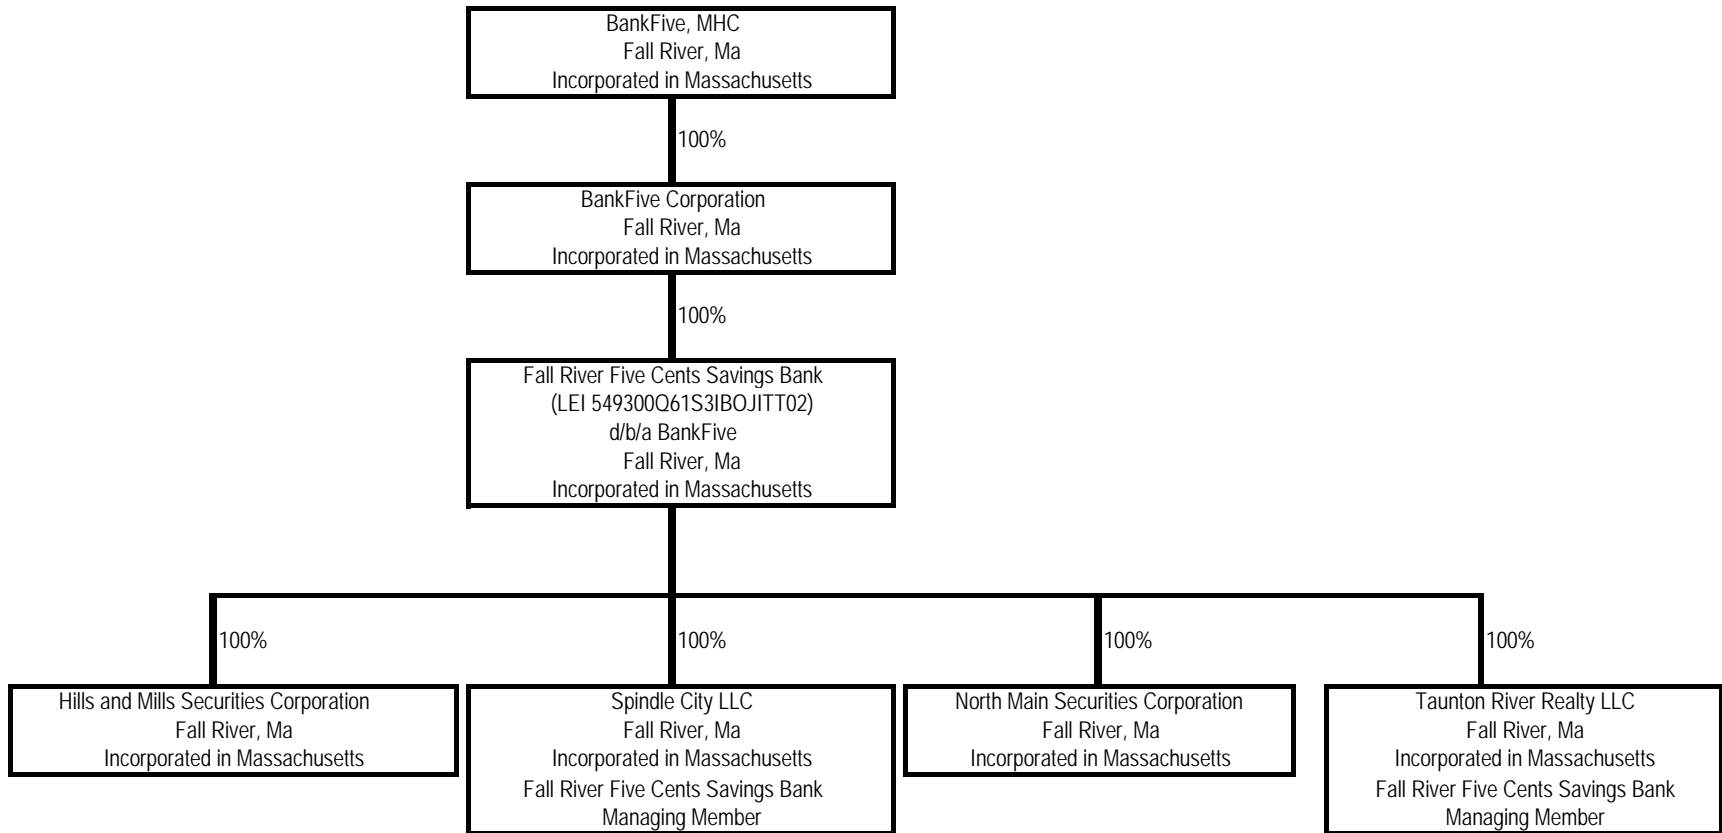 BankFive, MHC
Fall River, Ma
Incorporated in Massachusetts
100%
BankFive Corporation
Fall River, Ma
Incorporated in Massachusetts
100%
Fall River Five Cents Savings Bank
(LEI 549300Q61S3IBOJITT02)
d/b/a BankFive
Fall River, Ma
Incorporated in Massachusetts
100%
100%
100%
100%
Hills and Mills Securities Corporation
Fall River, Ma
Incorporated in Massachusetts
Spindle City LLC
Fall River, Ma
Incorporated in Massachusetts
Fall River Five Cents Savings Bank
Managing Member
North Main Securities Corporation
Fall River, Ma
Incorporated in Massachusetts
Taunton River Realty LLC
Fall River, Ma
Incorporated in Massachusetts
Fall River Five Cents Savings Bank
Managing Member